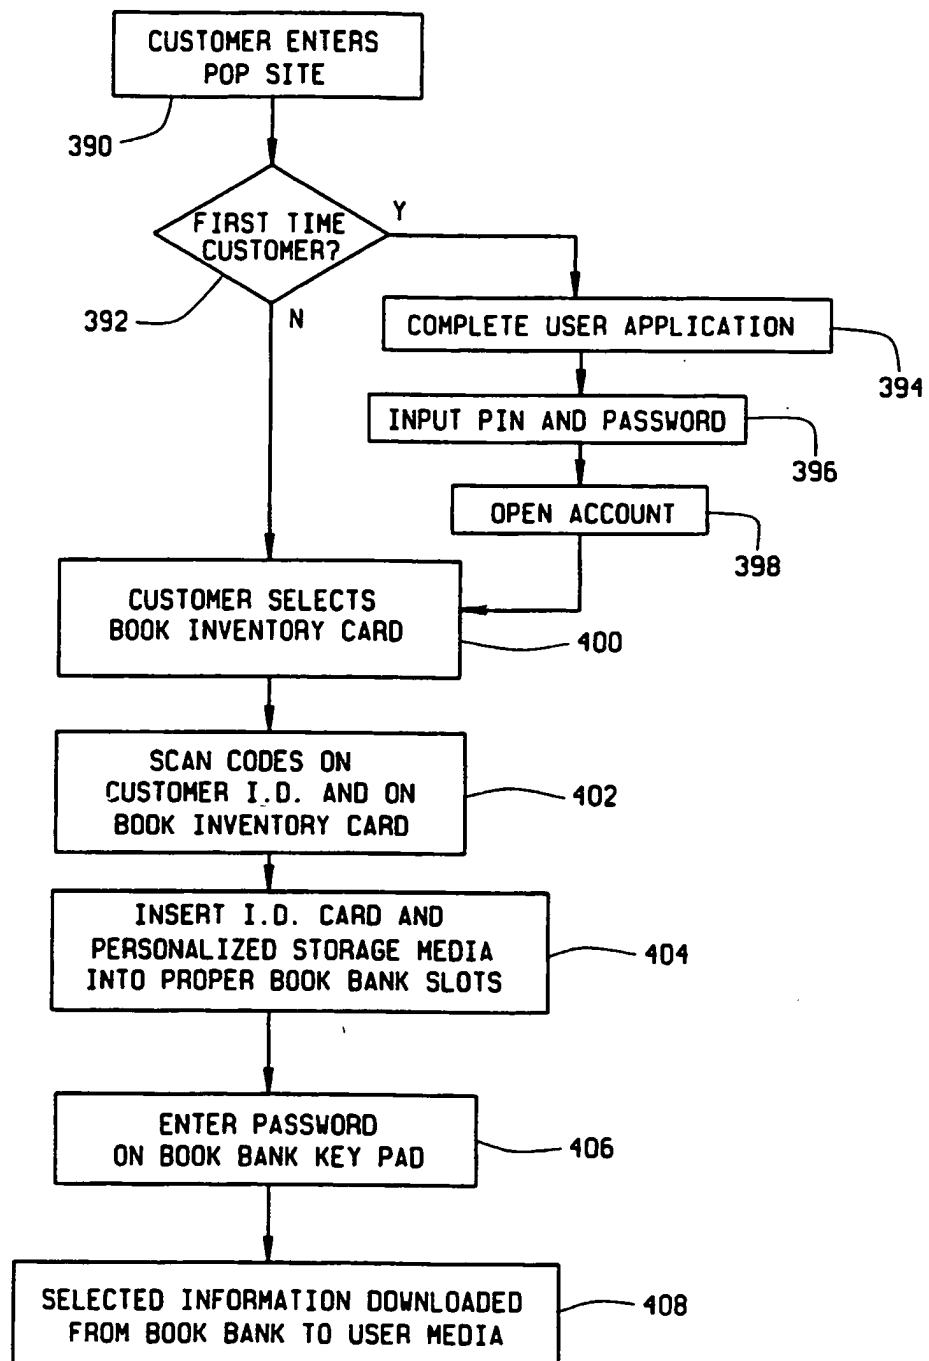 CUSTOMER ENTERS
POP SITE
390
FIRST TIME
CUSTOMER?
Y
392
N
COMPLETE USER APPLICATION
394
INPUT PIN AND PASSWORD
396
OPEN ACCOUNT
398
CUSTOMER SELECTS
BOOK INVENTORY CARD
400
SCAN CODES ON
CUSTOMER I.D. AND ON
BOOK INVENTORY CARD
402
INSERT I.D. CARD AND
PERSONALIZED STORAGE MEDIA
INTO PROPER BOOK BANK SLOTS
404
ENTER PASSWORD
ON BOOK BANK KEY PAD
406
SELECTED INFORMATION DOWNLOADED
FROM BOOK BANK TO USER MEDIA
408